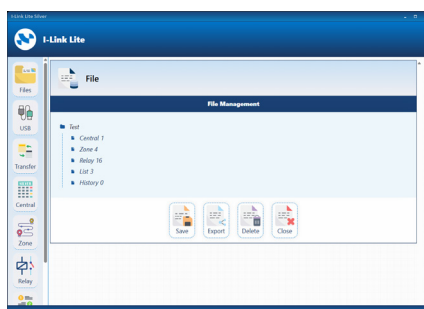 I-Link Lite Silver
I-Link Lite
Files
USB
Transfer
Central
Zone
Relay
File
File Management
Test
Central 1
Zone 4
Relay 16
List 3
History 0
Save
Export
Delete
Close